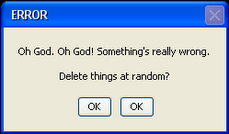 ERROR
Oh God. Oh God! Something's really wrong.
Delete things at random?
OK OK